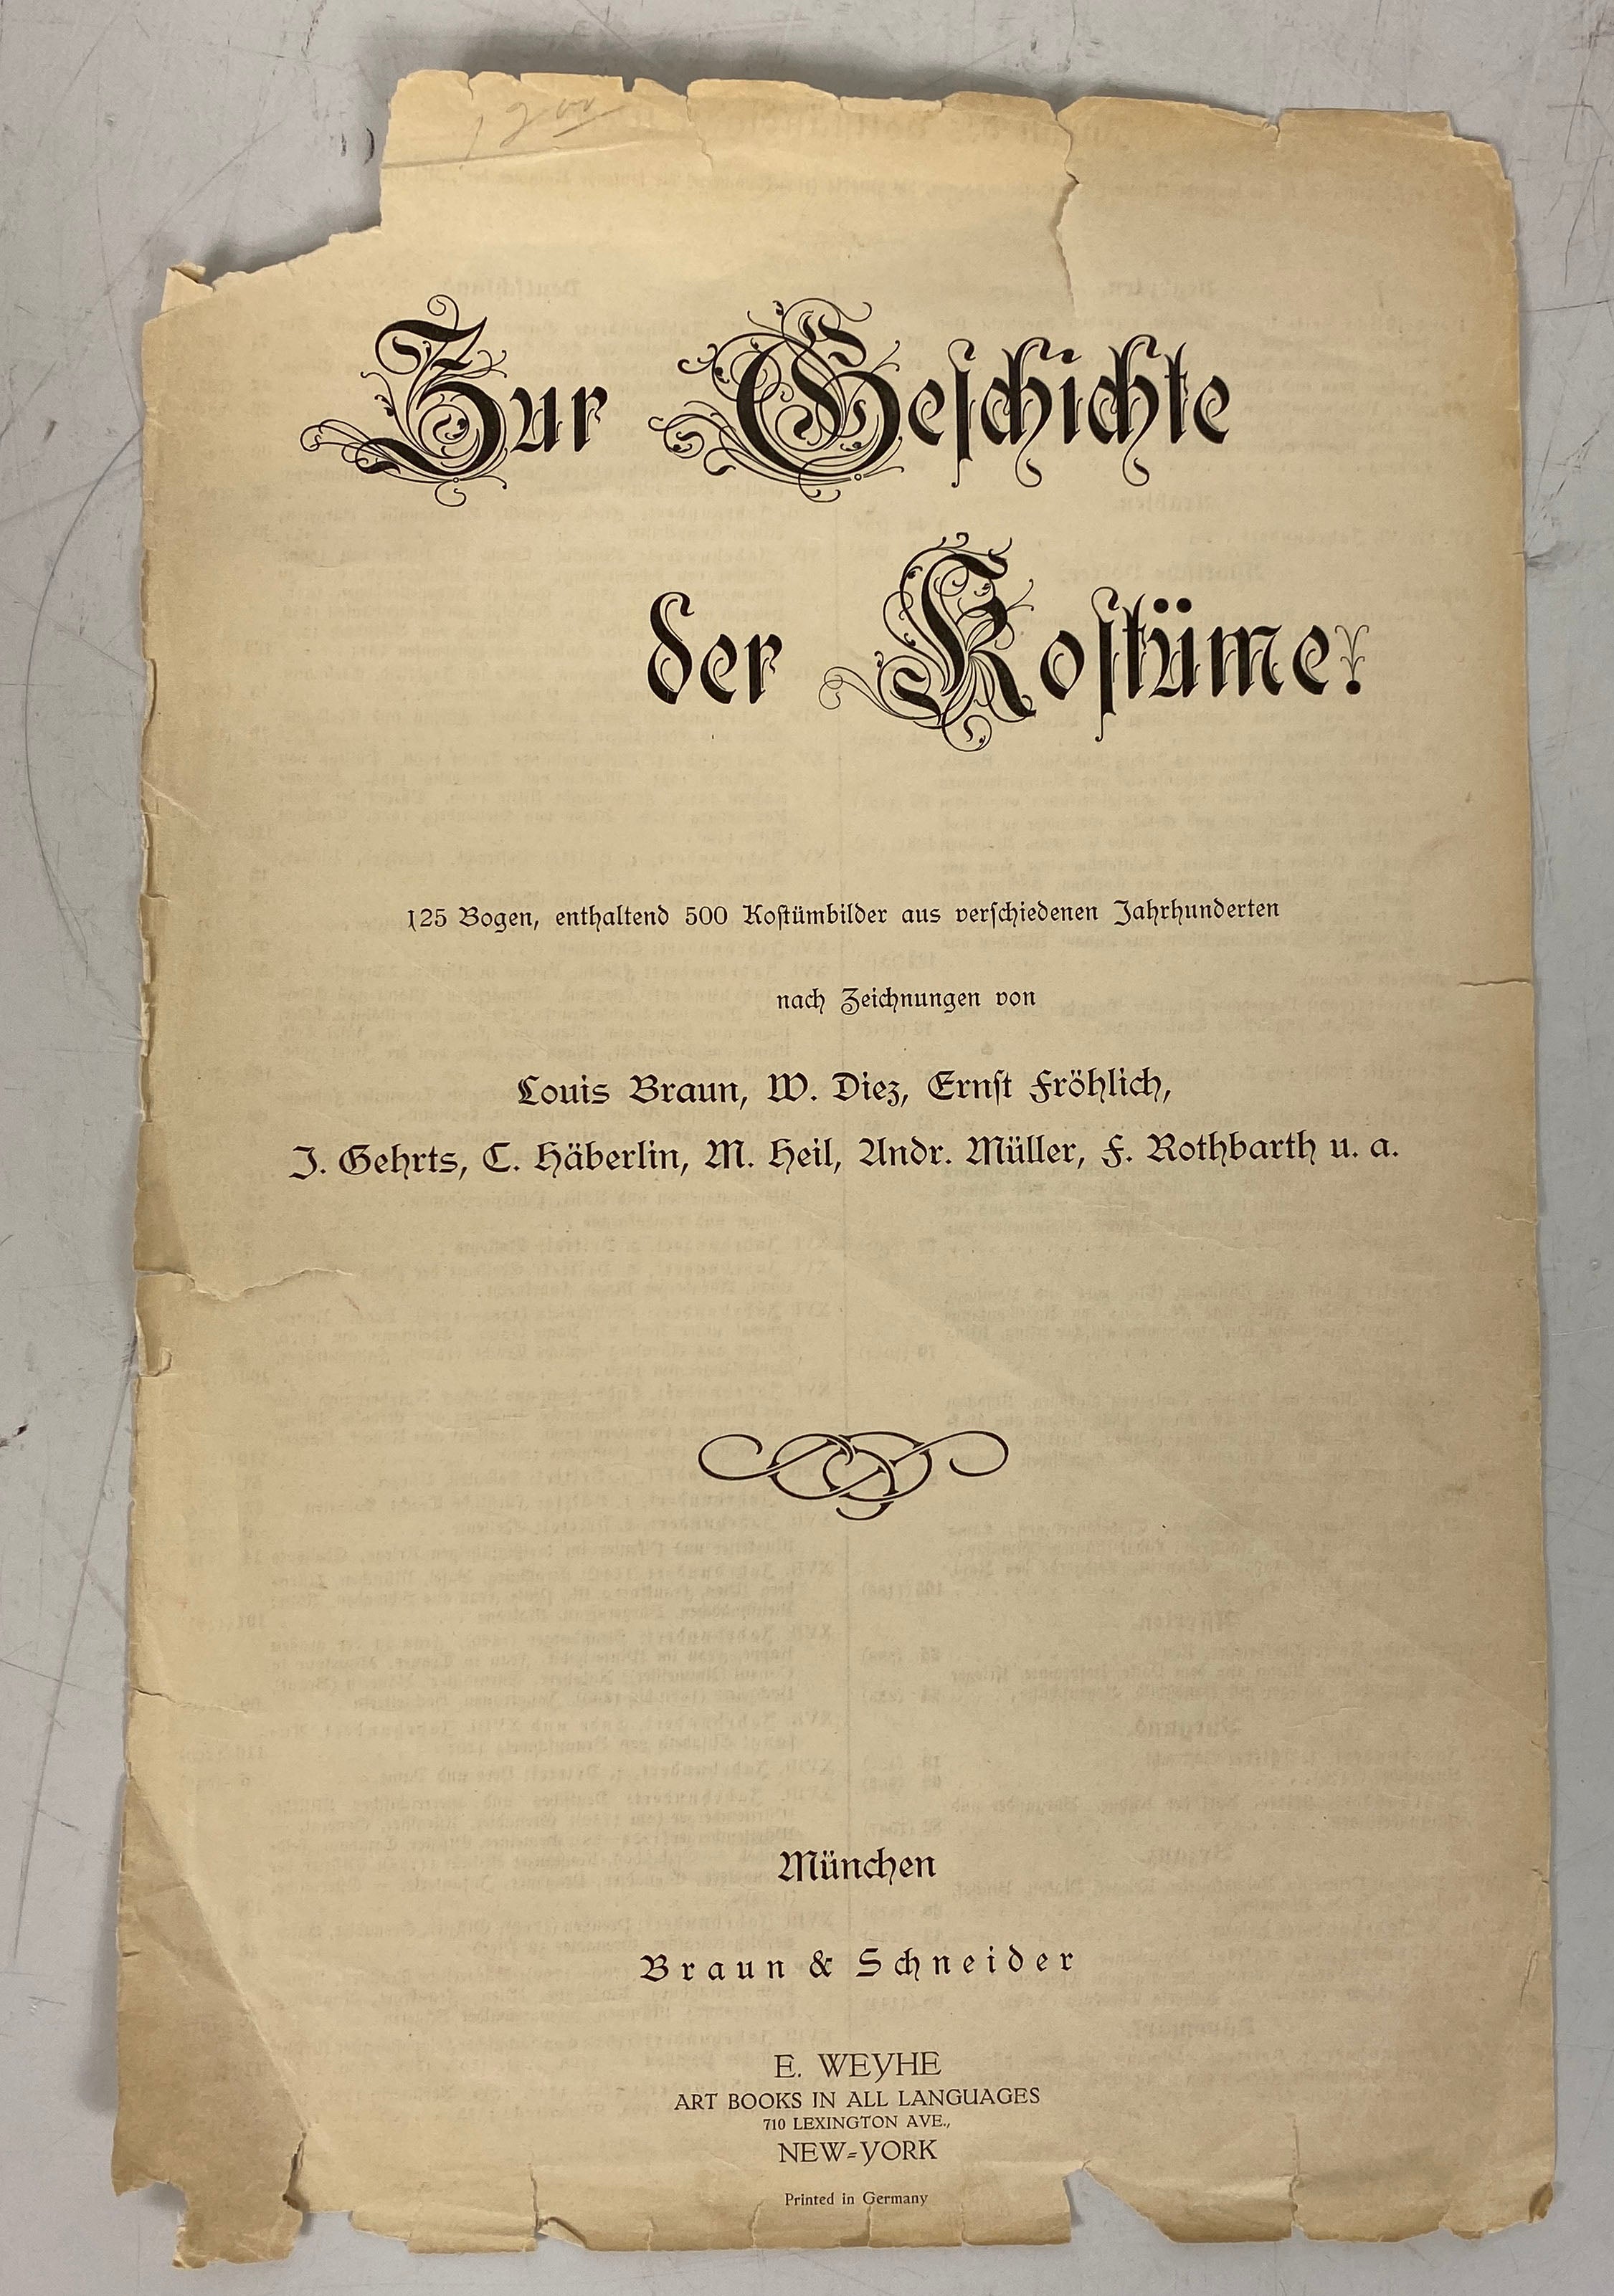 Zur Geschichte
der Kostüme.
125 Bogen, enthaltend 500 Kostümbilder aus verschiedenen Jahrhunderten
nach Zeichnungen von
Louis Braun, W. Diez, Ernst Fröhlich,
J. Gehrts, C. Häberlin, M. Heil, Andr. Müller, F. Rothbarth u. a.
München
Braun & Schneider
E. WEYHE
ART BOOKS IN ALL LANGUAGES
710 LEXINGTON AVE.,
NEW=YORK
Printed in Germany